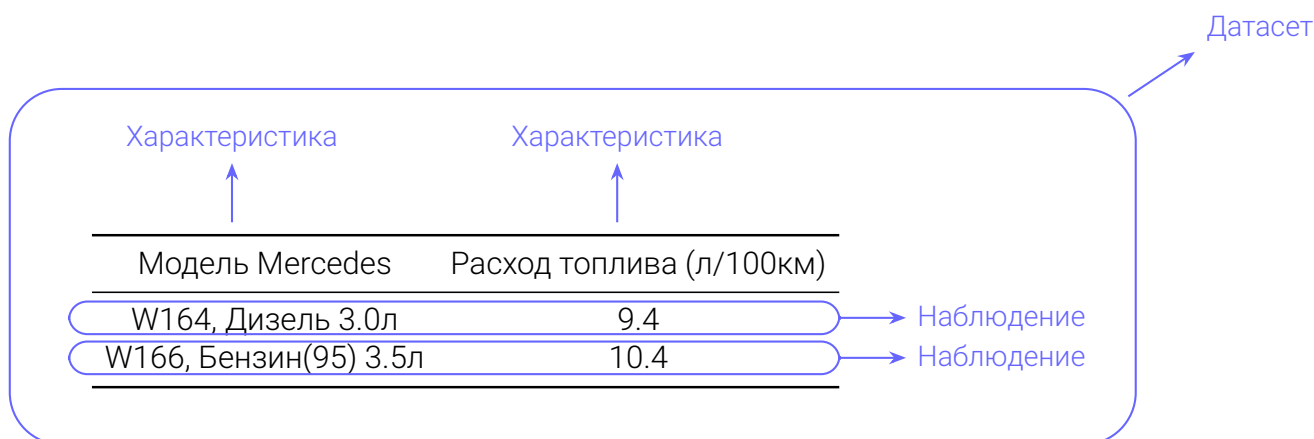 Датасет
Характеристика Характеристика
Модель Mercedes Расход топлива (л/100км)
W164, Дизель 3.0л 9.4 Наблюдение
W166, Бензин(95) 3.5л 10.4 Наблюдение